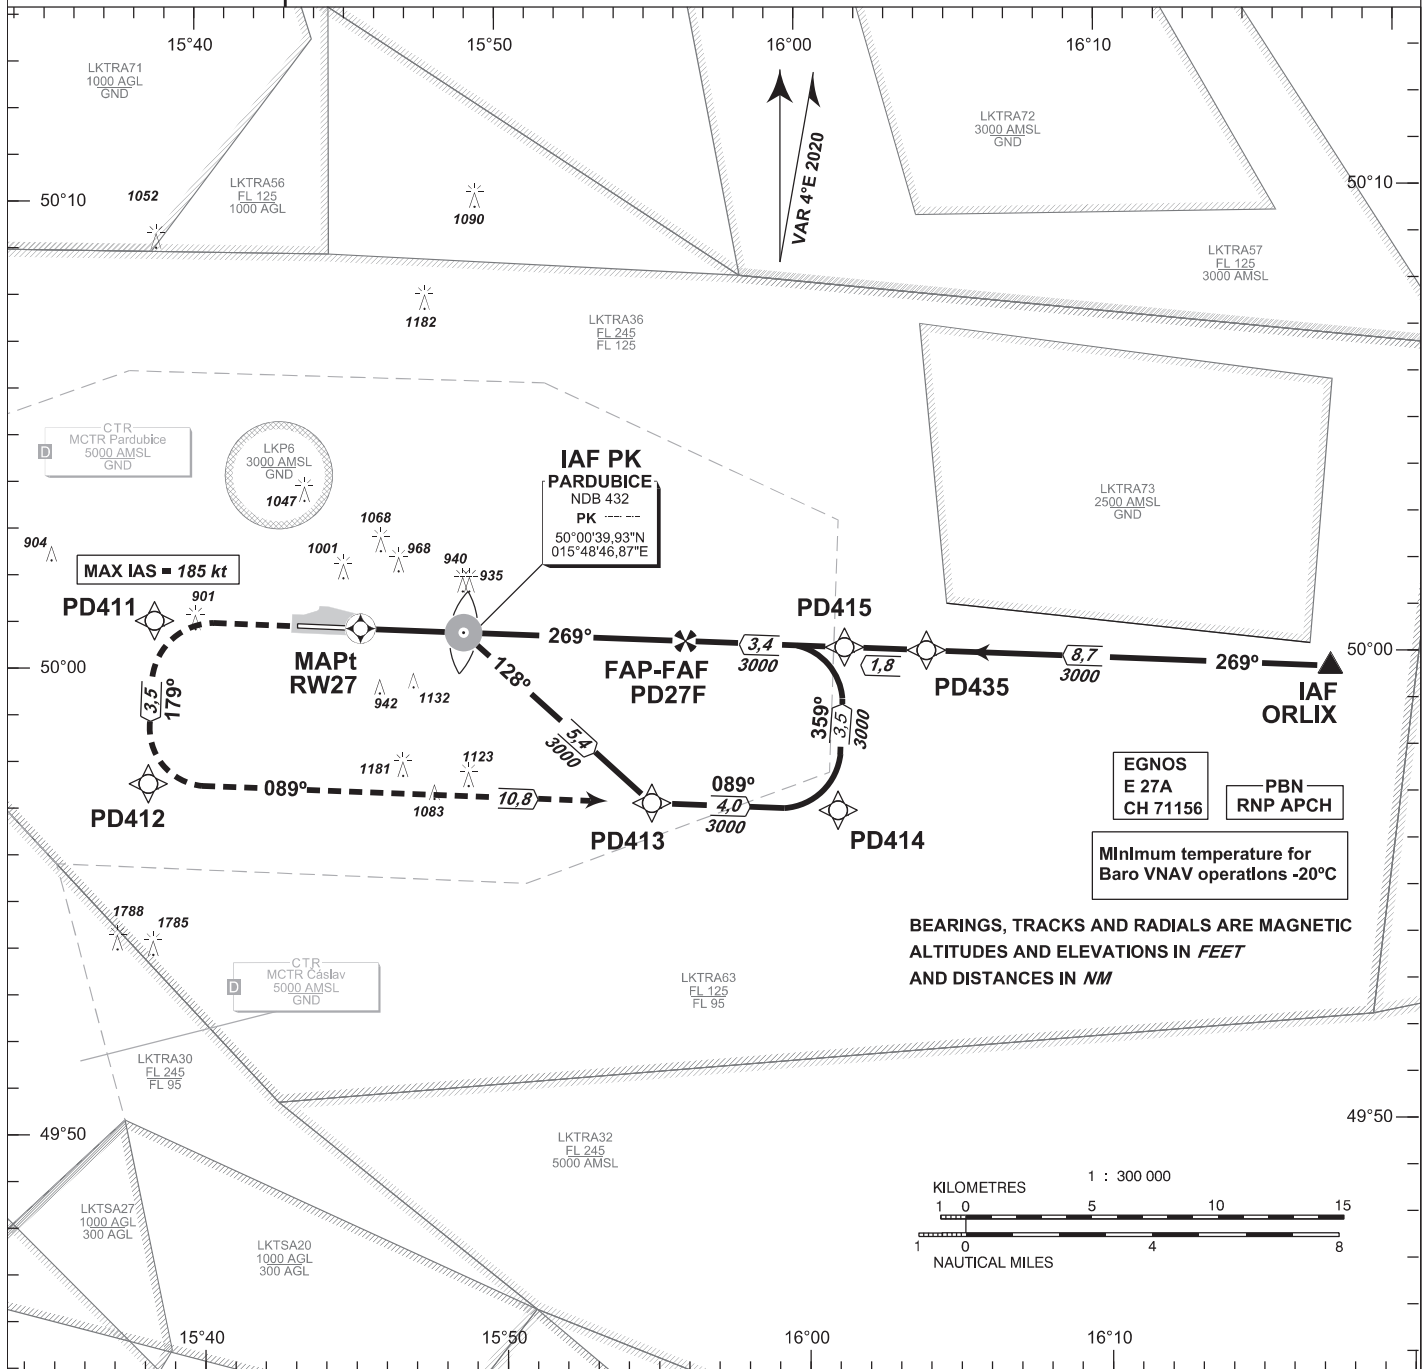 15°40
15°50
16°00
16°10
LKTRA71
1000 AGL
GND
LKTRA72
3000 AMSL
GND
VAR 4°E 2020
50°10
1052
LKTRA56
FL 125
1000 AGL
1090
50°10
LKTRA57
FL 125
3000 AMSL
1182
LKTRA36
FL 245
FL 125
CTR
MCTR Pardubice
5000 AMSL
GND
D
LKP6
3000 AMSL
GND
1047
IAF PK
PARDUBICE
NDB 432
PK
50°00'39,93"N
015°48'46,87"E
LKTRA73
2500 AMSL
GND
904
1068
1001
968
940
935
MAX IAS = 185 kt
901
PD411
PD415
50°00
MAPt
RW27
269º
FAP-FAF
PD27F
3,4
3000
1,8
PD435
8,7
3000
269º
50°00
IAF
ORLIX
128º
942
1132
3,5
179º
359º
3,5
3000
5,4
3000
1181
1123
1083
089º
10,8
PD412
PD413
089º
4,0
3000
PD414
EGNOS
E 27A
CH 71156
PBN
RNP APCH
Minimum temperature for
Baro VNAV operations -20ºC
1788
1785
BEARINGS, TRACKS AND RADIALS ARE MAGNETIC
ALTITUDES AND ELEVATIONS IN FEET
AND DISTANCES IN NM
CTR
MCTR Čáslav
5000 AMSL
GND
D
LKTRA63
FL 125
FL 95
LKTRA30
FL 245
FL 95
49°50
49°50
LKTRA32
FL 245
5000 AMSL
LKTSA27
1000 AGL
300 AGL
LKTSA20
1000 AGL
300 AGL
1 : 300 000
KILOMETRES
1 0 5 10 15
1 0 4 8
NAUTICAL MILES
15°40
15°50
16°00
16°10